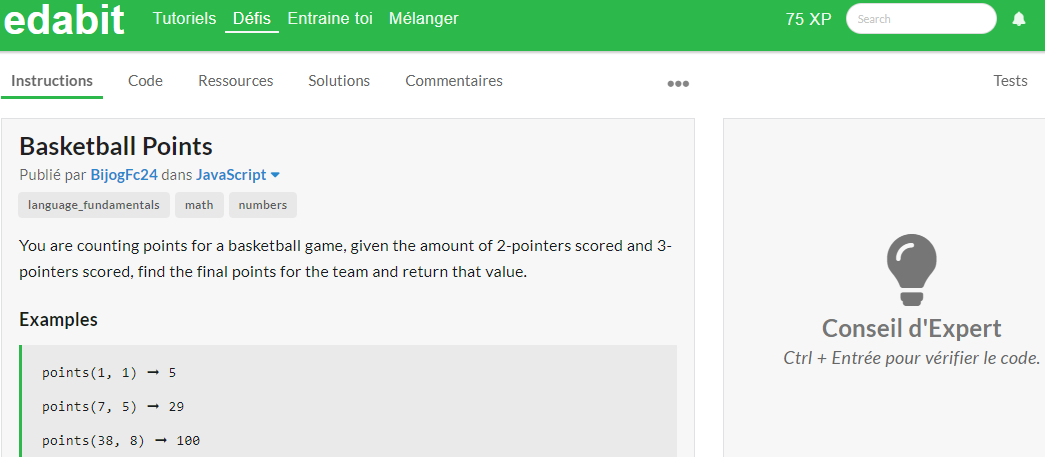 edabit Tutoriels Défis Entraine toi Mélanger 75 XP Search
Instructions Code Ressources Solutions Commentaires ••• Tests
Basketball Points
Publié par BijogFc24 dans JavaScript
language_fundamentals math numbers
You are counting points for a basketball game, given the amount of 2-pointers scored and 3-
pointers scored, find the final points for the team and return that value.
Examples
points(1, 1) ➞ 5
points(7, 5) ➞ 29
points(38, 8) ➞ 100
Conseil d'Expert
Ctrl + Entrée pour vérifier le code.